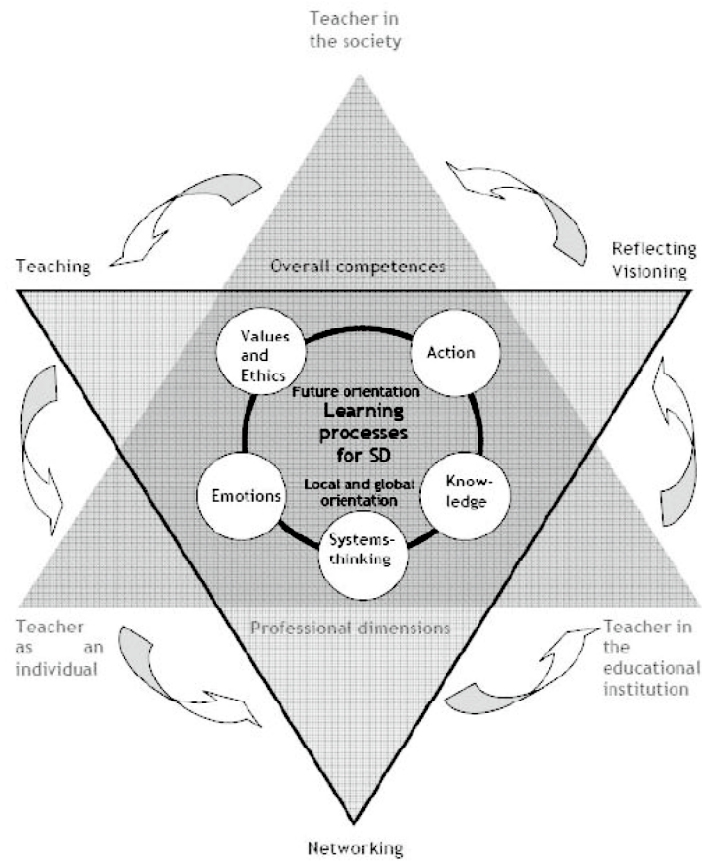 Teacher in
the society
Teaching
Overall competences
Reflecting
Visioning
Values
and
Ethics
Action
Future orientation
Learning
processes
for SD
Local and global
orientation
Emotions
Know-
ledge
Systems-
thinking
Teacher
as an
individual
Professional dimensions
Teacher in
the
educational
institution
Networking